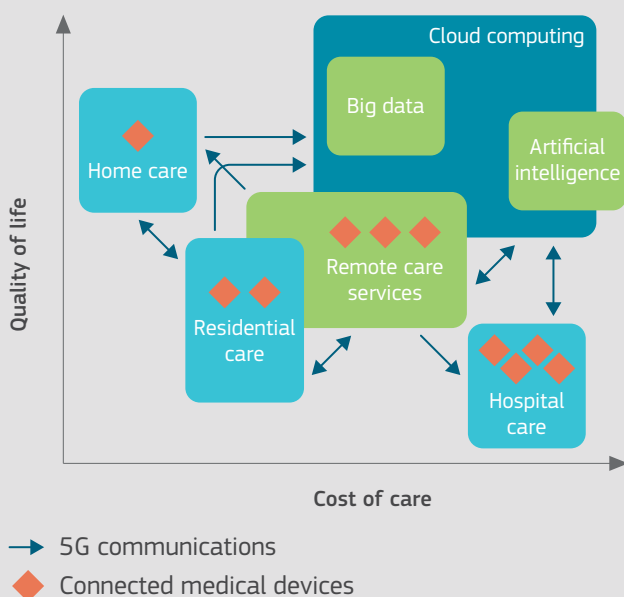 Cloud computing
Big data
Artificial
intelligence
Home care
Remote care
services
Residential
care
Hospital
care
Quality of life
Cost of care
5G communications
Connected medical devices